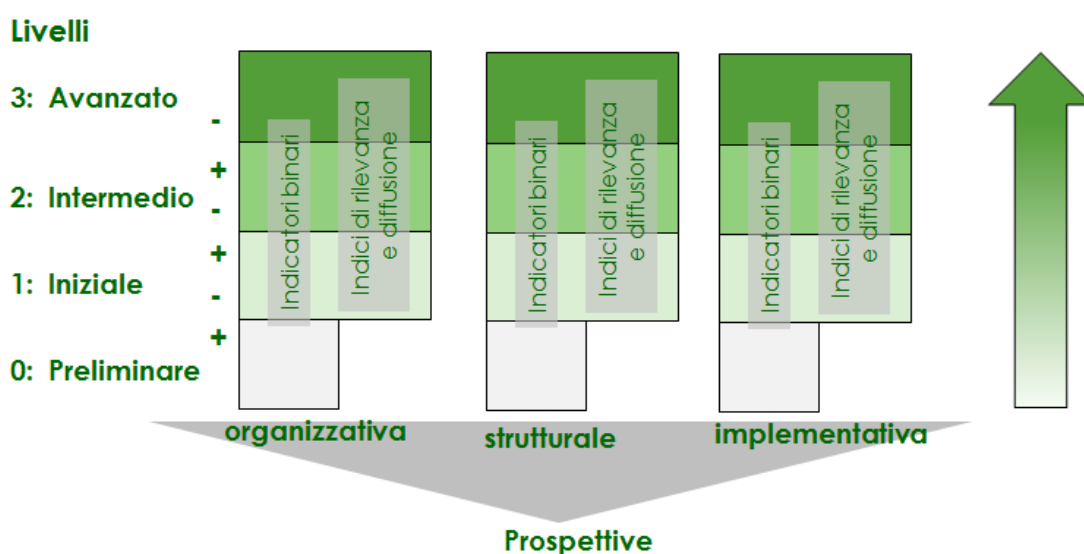 Livelli
3: Avanzato
-
+
2: Intermedio
-
+
1: Iniziale
-
+
0: Preliminare
Indicatori binari
Indici di rilevanza
e diffusione
Indicatori binari
Indici di rilevanza
e diffusione
Indicatori binari
Indici di rilevanza
e diffusione
organizzativa
strutturale
implementativa
Prospettive